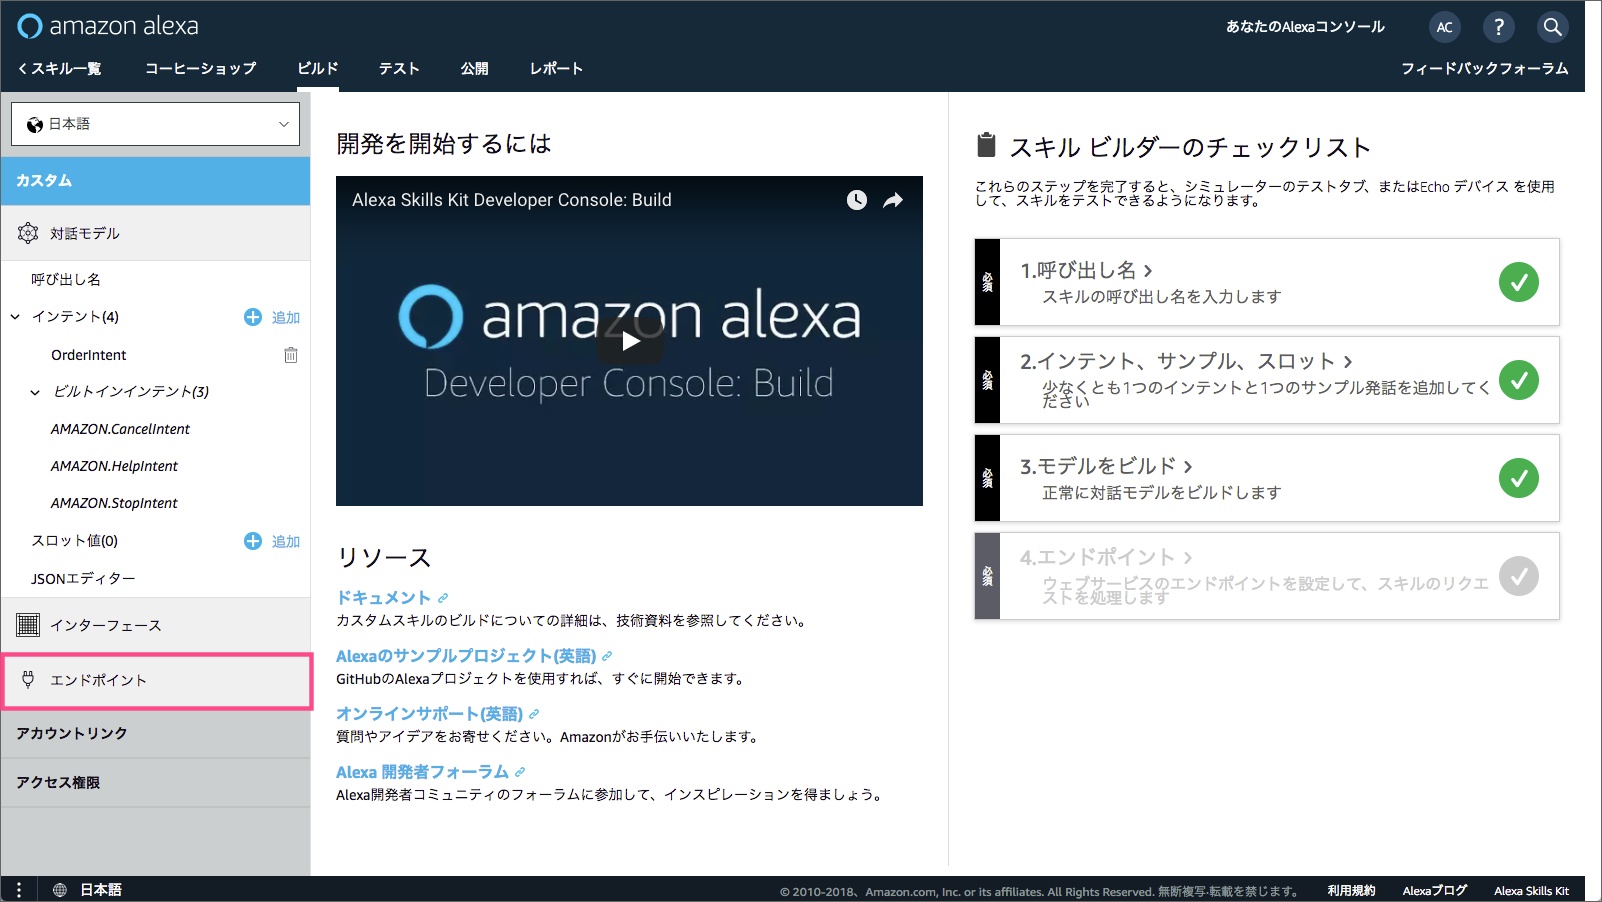 amazon alexa
あなたのAlexaコンソール
AC
?
スキル一覧
コーヒーショップ
ビルド
テスト
公開
レポート
フィードバックフォーラム
日本語
カスタム
対話モデル
呼び出し名
インテント(4)
追加
OrderIntent
ビルトインインテント(3)
AMAZON.CancelIntent
AMAZON.HelpIntent
AMAZON.StopIntent
スロット値(0)
追加
JSONエディター
インターフェース
エンドポイント
アカウントリンク
アクセス権限
開発を開始するには
Alexa Skills Kit Developer Console: Build
amazon alexa
Developer Console: Build
リソース
ドキュメント
カスタムスキルのビルドについての詳細は、技術資料を参照してください。
Alexaのサンプルプロジェクト(英語)
GitHubのAlexaプロジェクトを使用すれば、すぐに開始できます。
オンラインサポート(英語)
質問やアイデアをお寄せください。Amazonがお手伝いいたします。
Alexa 開発者フォーラム
Alexa開発者コミュニティのフォーラムに参加して、インスピレーションを得ましょう。
スキル ビルダーのチェックリスト
これらのステップを完了すると、シミュレーターのテストタブ、またはEcho デバイス を使用
して、スキルをテストできるようになります。
必須
1.呼び出し名
スキルの呼び出し名を入力します
必須
2.インテント、サンプル、スロット
少なくとも1つのインテントと1つのサンプル発話を追加してく
ださい
必須
3.モデルをビルド
正常に対話モデルをビルドします
必須
4.エンドポイント
ウェブサービスのエンドポイントを設定して、スキルのリクエ
ストを処理します
日本語
© 2010-2018、Amazon.com, Inc. or its affiliates. All Rights Reserved. 無断複写·転載を禁じます。
利用規約
Alexaブログ
Alexa Skills Kit